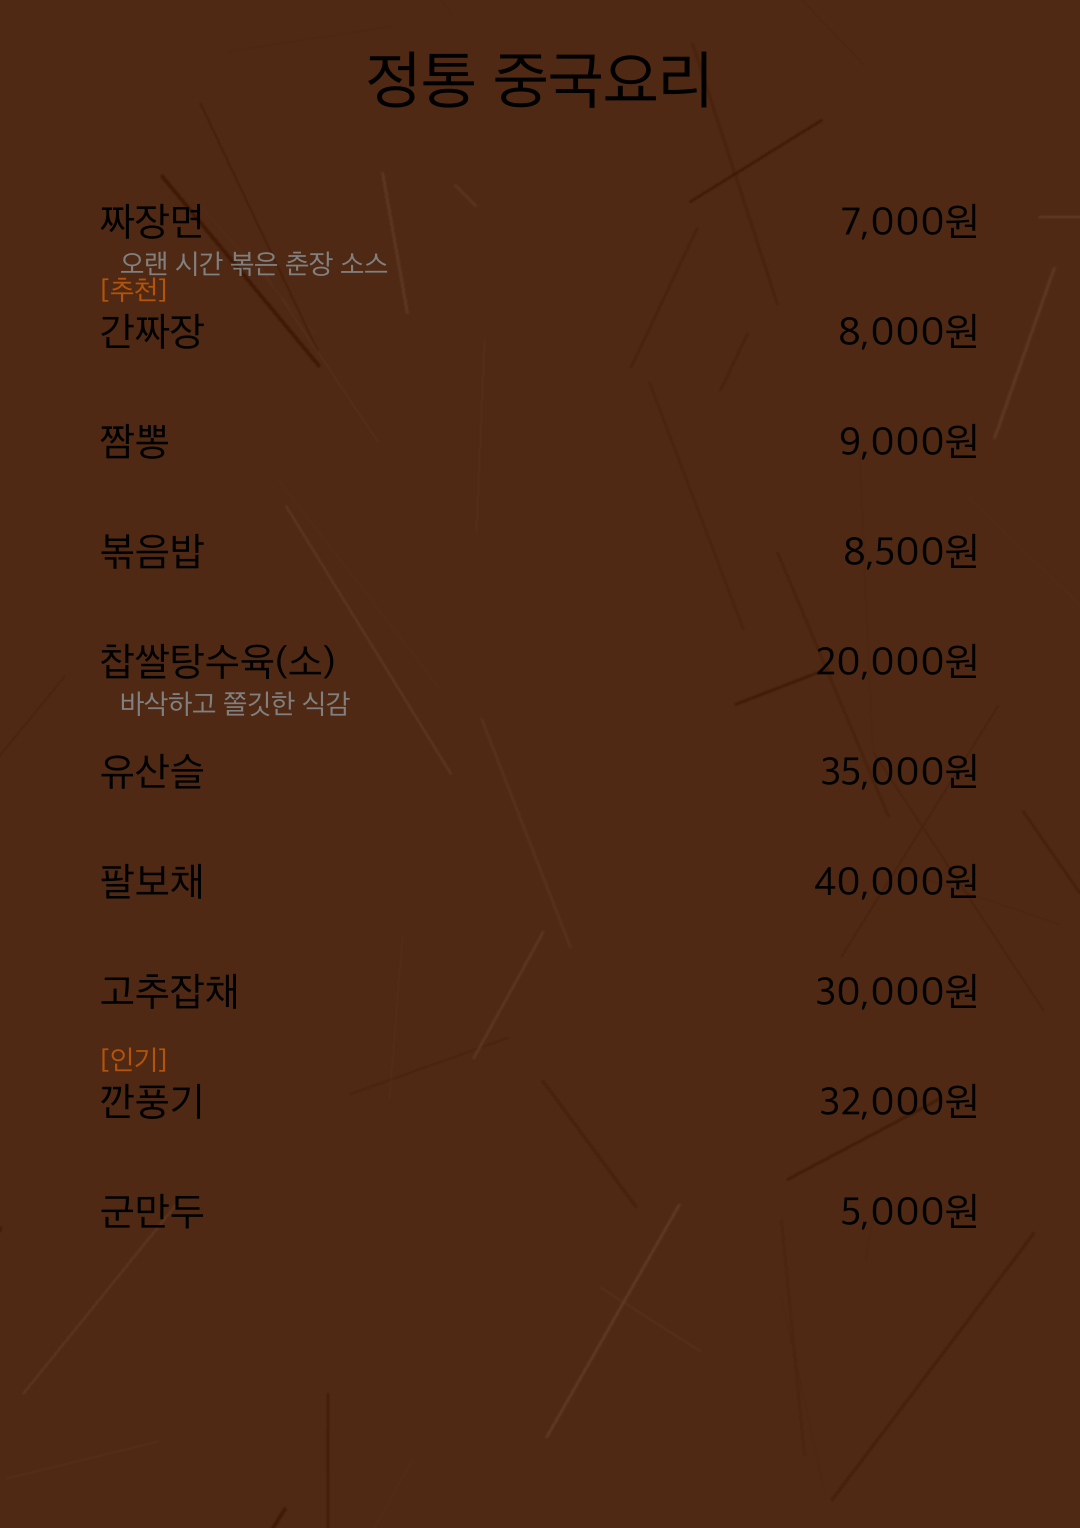 정통 중국요리
짜장면 7,000원
오랜 시간 볶은 춘장 소스
[추천]
간짜장 8,000원
짬뽕 9,000원
볶음밥 8,500원
찹쌀탕수육(소) 20,000원
바삭하고 쫄깃한 식감
유산슬 35,000원
팔보채 40,000원
고추잡채 30,000원
[인기]
깐풍기 32,000원
군만두 5,000원